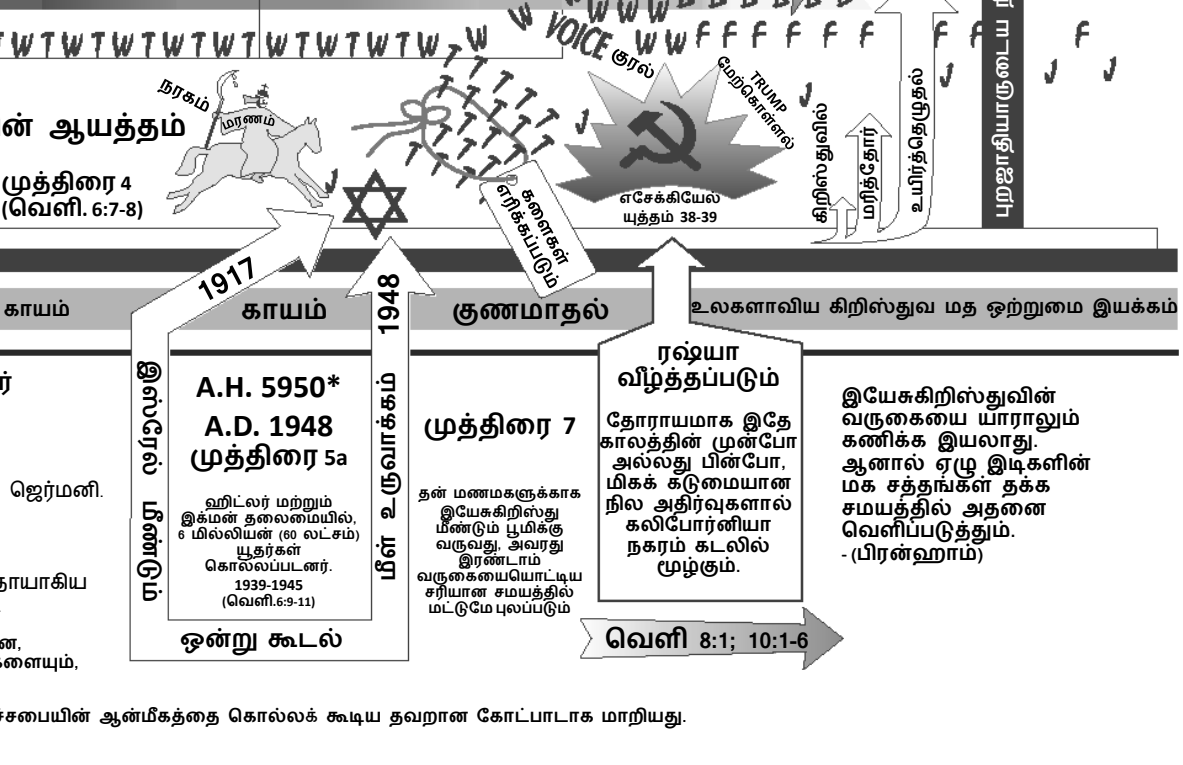 T W T W T W T W T W T W T W T W T W
W
W
W W W
VOICE
குரல்
W W F F F F F F
F F
F
TRUMP
மேற்கொள்ளல்
நரகம்
மரணம்
ன் ஆயத்தம்
முத்திரை 4
(வெளி. 6:7-8)
களைகள்
எரிக்கப்படும்
எசேக்கியேல்
யுத்தம் 38-39
கிறிஸ்துவில்
மரித்தோர்
உயிர்த்தெழுதல்
புறஜாதியாருடைய
1917
1948
காயம்
காயம்
குணமாதல்
உலகளாவிய கிறிஸ்துவ மத ஒற்றுமை இயக்கம்
ர்
இஸ்ரேல் மீண்டும்
ஒன்று கூடல்
மீள் உருவாக்கம்
A.H. 5950*
A.D. 1948
முத்திரை 5a
ஹிட்லர் மற்றும்
இக்மன் தலைமையில்,
6 மில்லியன் (60 லட்சம்)
யூதர்கள்
கொல்லப்படனர்.
1939-1945
(வெளி.6:9-11)
முத்திரை 7
தன் மணமகளுக்காக
இயேசுகிறிஸ்து
மீண்டும் பூமிக்கு
வருவது, அவரது
இரண்டாம்
வருகையையொட்டிய
சரியான சமயத்தில்
மட்டுமே புலப்படும்
ரஷ்யா
வீழ்த்தப்படும்
தோராயமாக இதே
காலத்தின் முன்போ
அல்லது பின்போ,
மிகக் கடுமையான
நில அதிர்வுகளால்
கலிபோர்னியா
நகரம் கடலில்
மூழ்கும்.
இயேசுகிறிஸ்துவின்
வருகையை யாராலும்
கணிக்க இயலாது.
ஆனால் ஏழு இடிகளின்
மக சத்தங்கள் தக்க
சமயத்தில் அதனை
வெளிப்படுத்தும்.
- (பிரன்ஹாம்)
வெளி 8:1; 10:1-6
ஜெர்மனி.
தாயாகிய
ன,
களையும்,
ச்சபையின் ஆன்மீகத்தை கொல்லக் கூடிய தவறான கோட்பாடாக மாறியது.